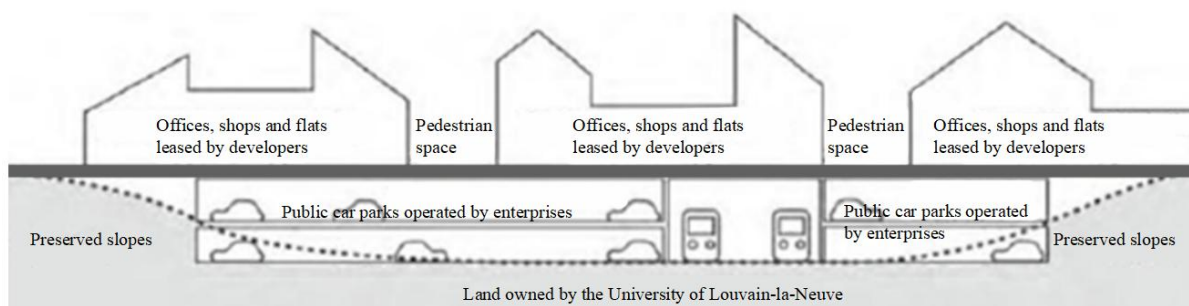 Offices, shops and flats
leased by developers
Pedestrian
space
Offices, shops and flats
leased by developers
Pedestrian
space
Offices, shops and flats
leased by developers
Public car parks operated by enterprises
Public car parks operated
by enterprises
Preserved slopes
Preserved slopes
Land owned by the University of Louvain-la-Neuve